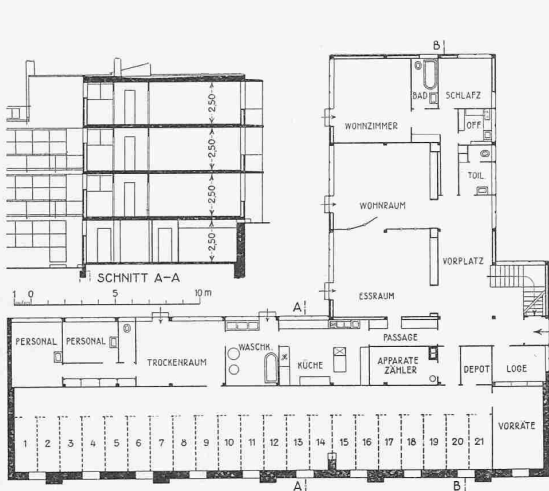 B
BAD
SCHLAFZ
WOHNZIMMER
OFF
TOIL
2,50
2,50
2,50
2,50
WOHNRAUM
VORPLATZ
SCHNITT A-A
1 0 5 10 m
ESSRAUM
A
PERSONAL
PERSONAL
TROCKENRAUM
WASCHK.
KÜCHE
PASSAGE
APPARATE
ZÄHLER
DEPOT
LOGE
VORRÄTE
1 2 3 4 5 6 7 8 9 10 11 12 13 14 15 16 17 18 19 20 21
A
B